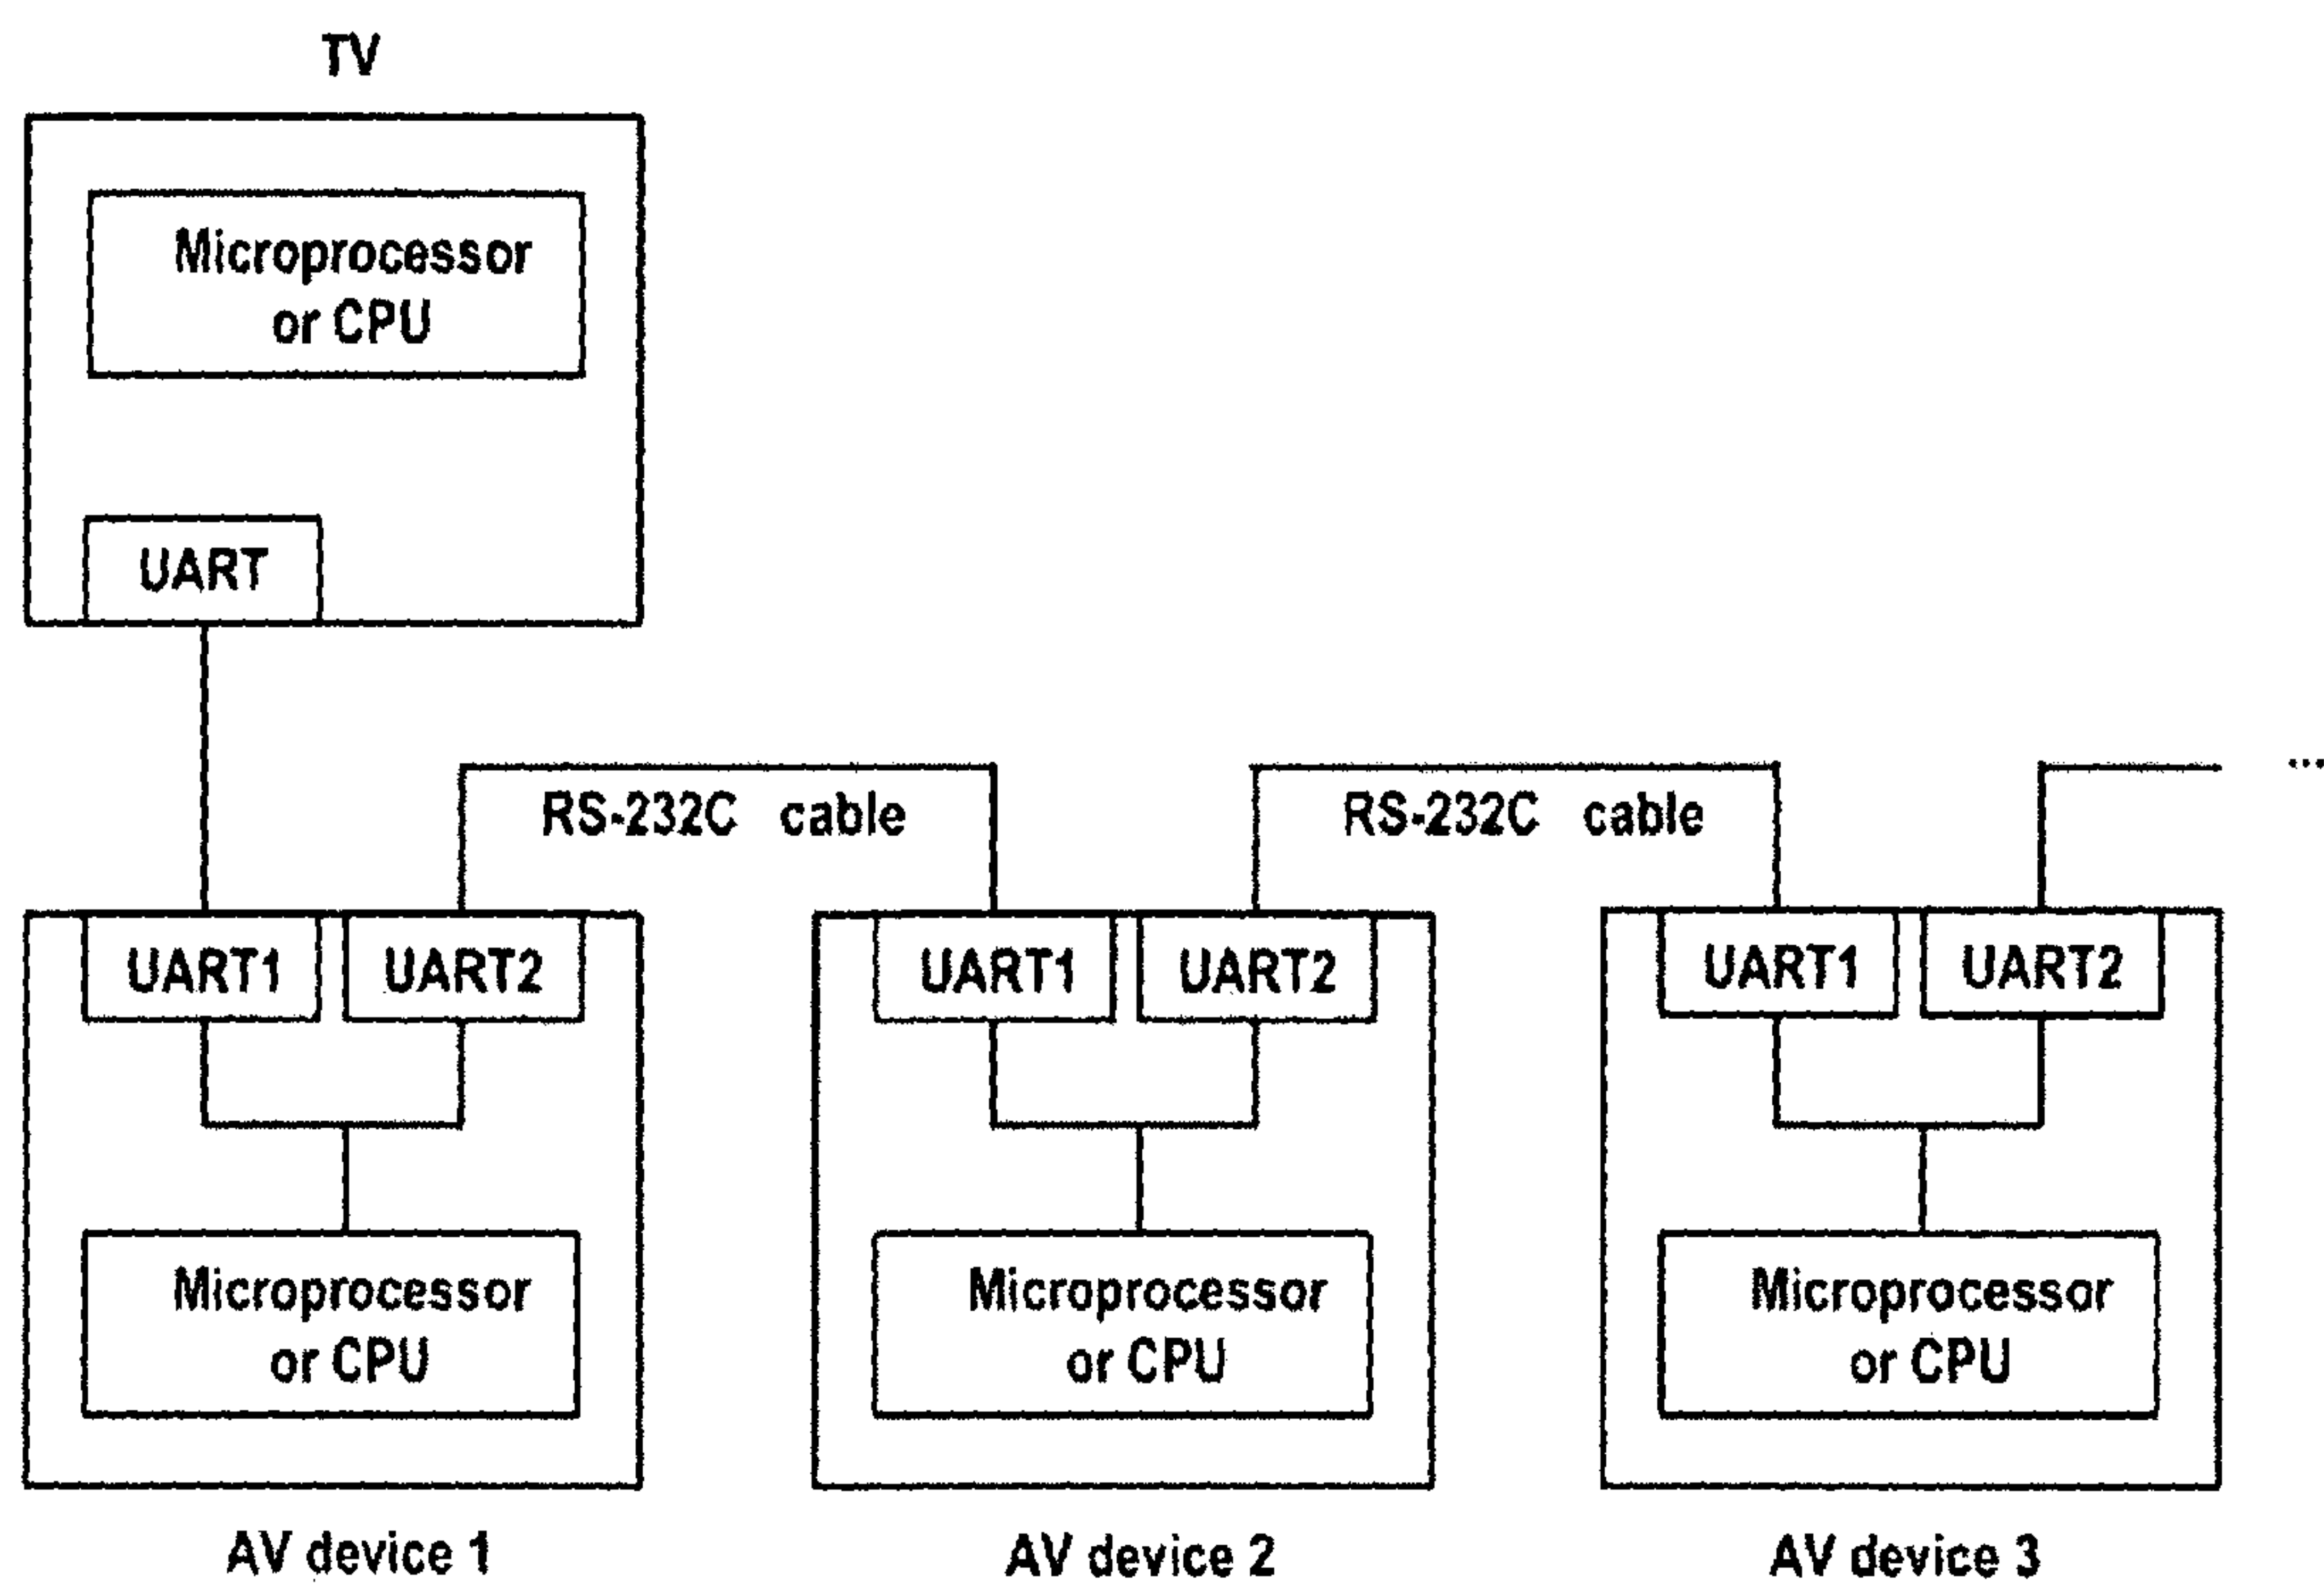 TV
Microprocessor
or CPU
UART
RS-232C cable
RS-232C cable
...
UART1
UART2
UART1
UART2
UART1
UART2
Microprocessor
or CPU
Microprocessor
or CPU
Microprocessor
or CPU
AV device 1
AV device 2
AV device 3